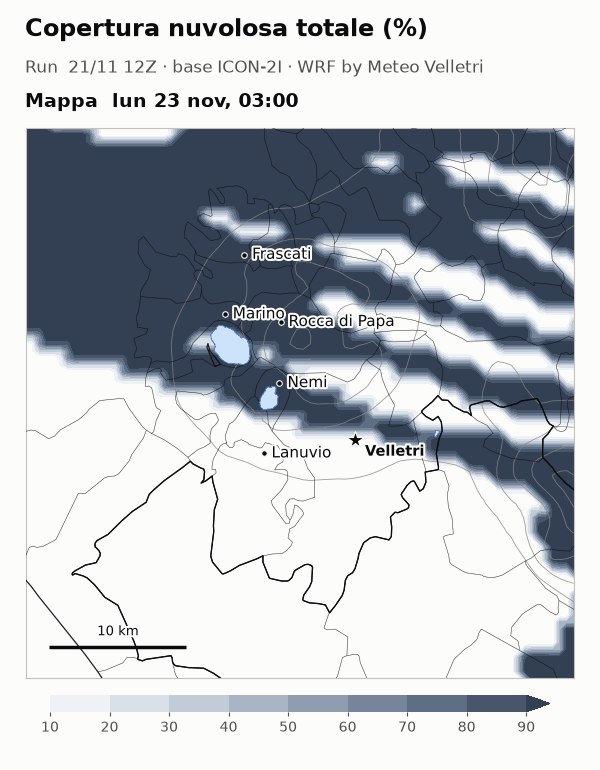 Copertura nuvolosa totale (%)
Run  21/11 12Z · base ICON-2I · WRF by Meteo Velletri
Mappa  lun 23 nov, 03:00
Frascati
Marino
Rocca di Papa
Nemi
Velletri
Lanuvio
10 km
10 20 30 40 50 60 70 80 90